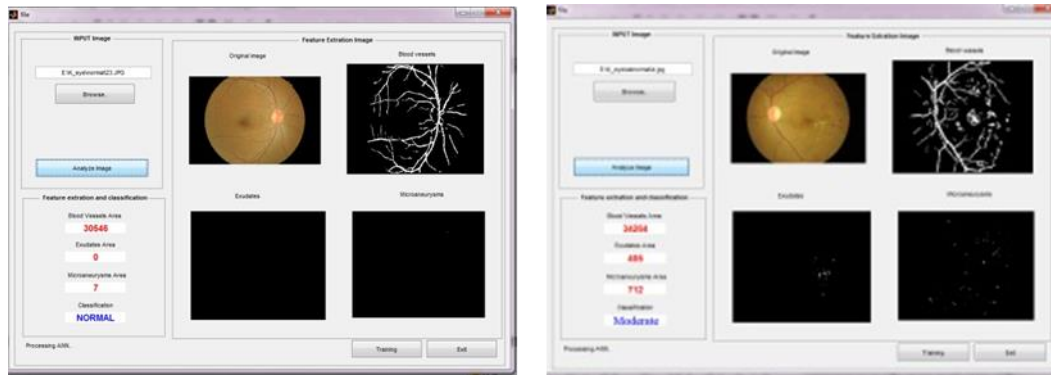 file
INPUT Image
Feature Extration Image
Original Image
Blood vessels
Browse..
Analyze Image
Exudates
Microaneurysms
Feature extration and classification
Blood Vessels Area
30546
Exudates Area
0
Microaneurysms Area
7
Classification
NORMAL
Processing ANN..
Training
Exit
file
INPUT Image
Feature Extration Image
Original Image
Blood vessels
Browse..
Analyze Image
Exudates
Microaneurysms
Feature extration and classification
Blood Vessels Area
Exudates Area
485
Microaneurysms Area
712
Classification
Moderate
Processing ANN..
Training
Exit